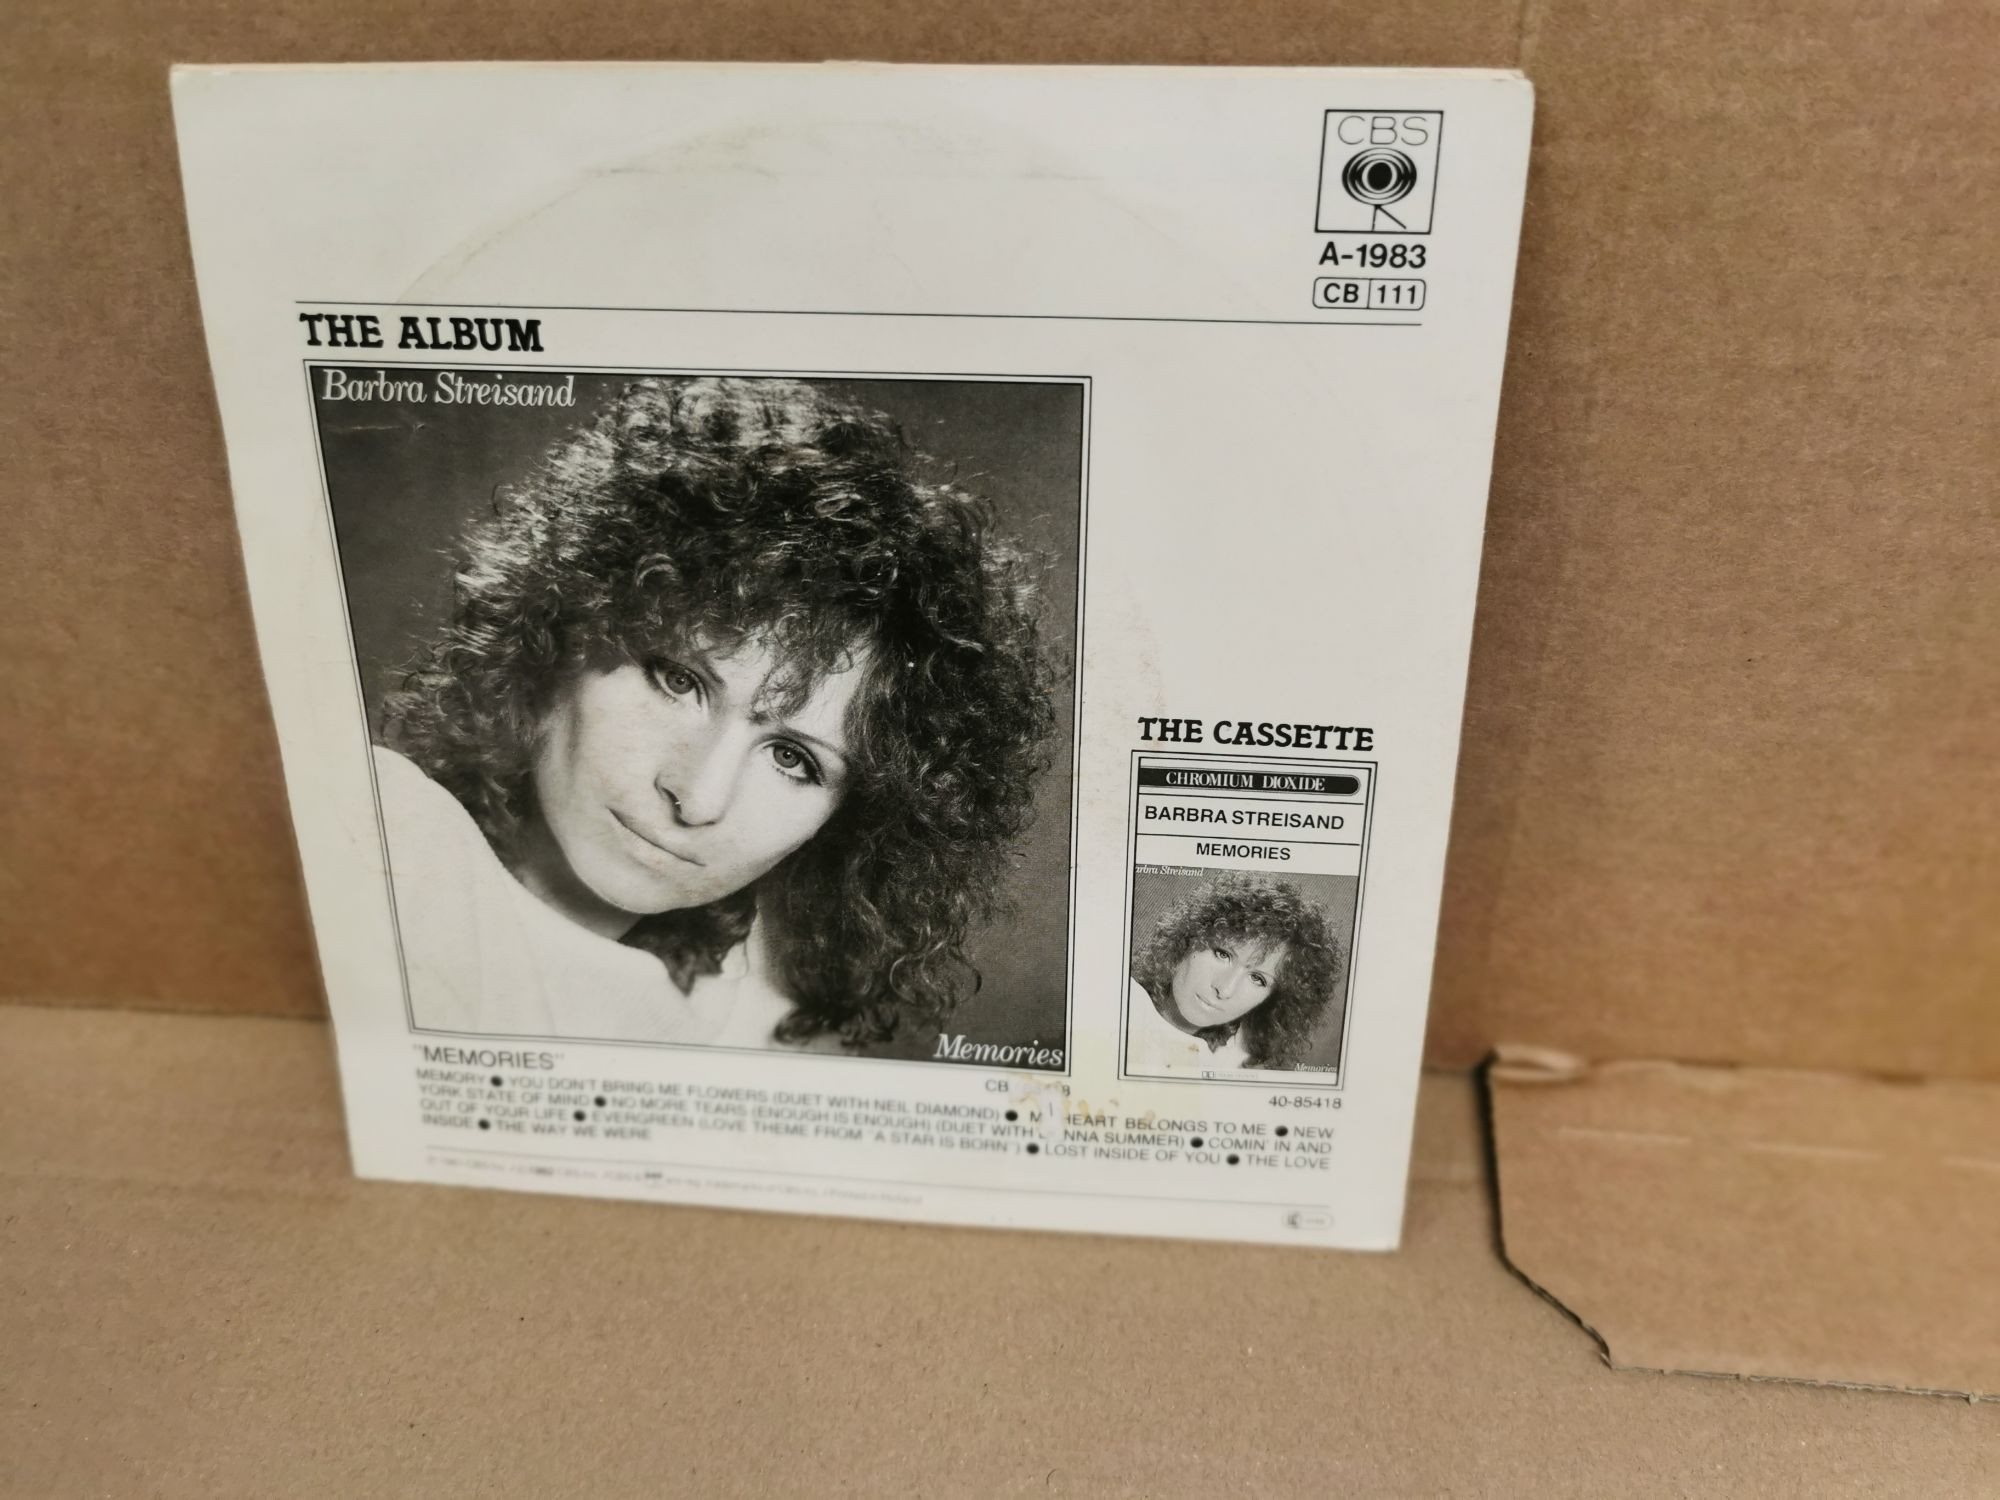 CBS
A-1983
CB 111
THE ALBUM
Barbra Streisand
Memories
THE CASSETTE
CHROMIUM DIOXIDE
BARBRA STREISAND
MEMORIES
arbra Streisand
Memories
40-85418
"MEMORIES"
CB
MEMORY ● YOU DON'T BRING ME FLOWERS (DUET WITH NEIL DIAMOND) ● M HEART BELONGS TO ME ● NEW
YORK STATE OF MIND ● NO MORE TEARS (ENOUGH IS ENOUGH) (DUET WITH NNA SUMMER) ● COMIN' IN AND
OUT OF YOUR LIFE ● EVERGREEN (LOVE THEME FROM "A STAR IS BORN") ● LOST INSIDE OF YOU ● THE LOVE
INSIDE ● THE WAY WE WERE